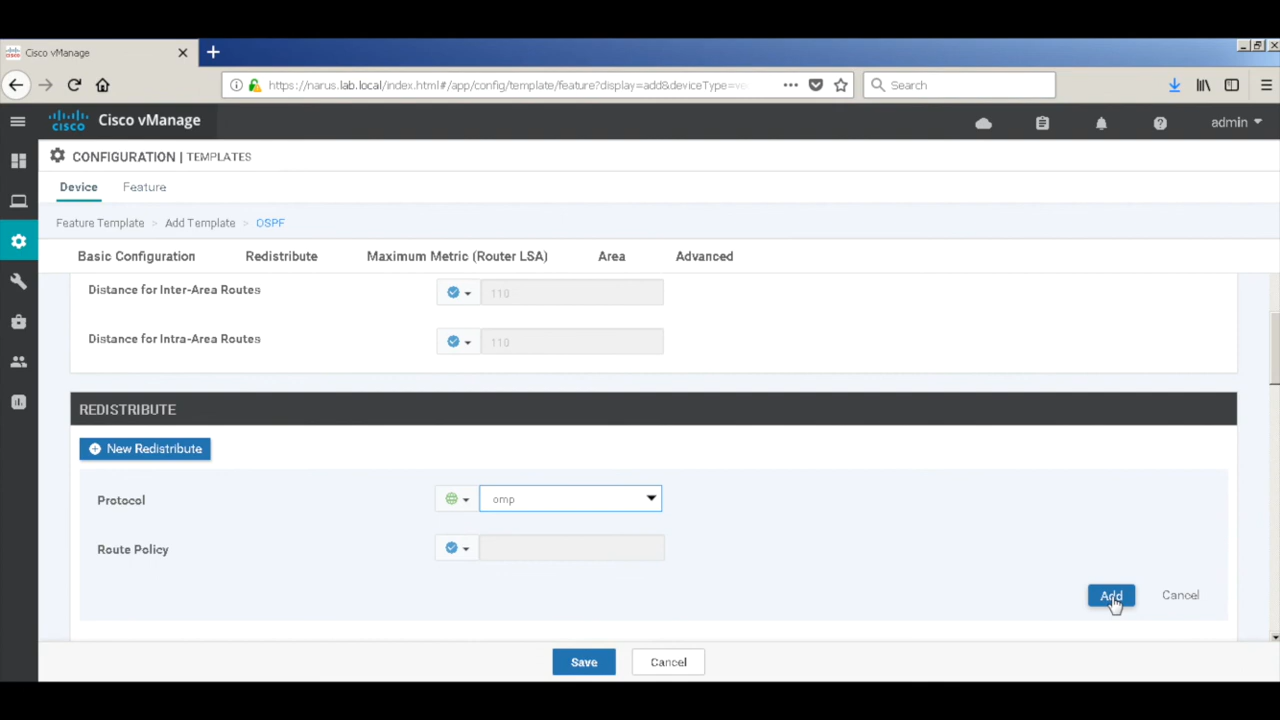 Cisco vManage
https://narus.lab.local/index.html#/app/config/template/feature?display=add&deviceType=ve
Search
CISCO Cisco vManage
admin
CONFIGURATION | TEMPLATES
Device Feature
Feature Template > Add Template > OSPF
Basic Configuration Redistribute Maximum Metric (Router LSA) Area Advanced
Distance for Inter-Area Routes 110
Distance for Intra-Area Routes 110
REDISTRIBUTE
New Redistribute
Protocol omp
Route Policy
Add Cancel
Save Cancel